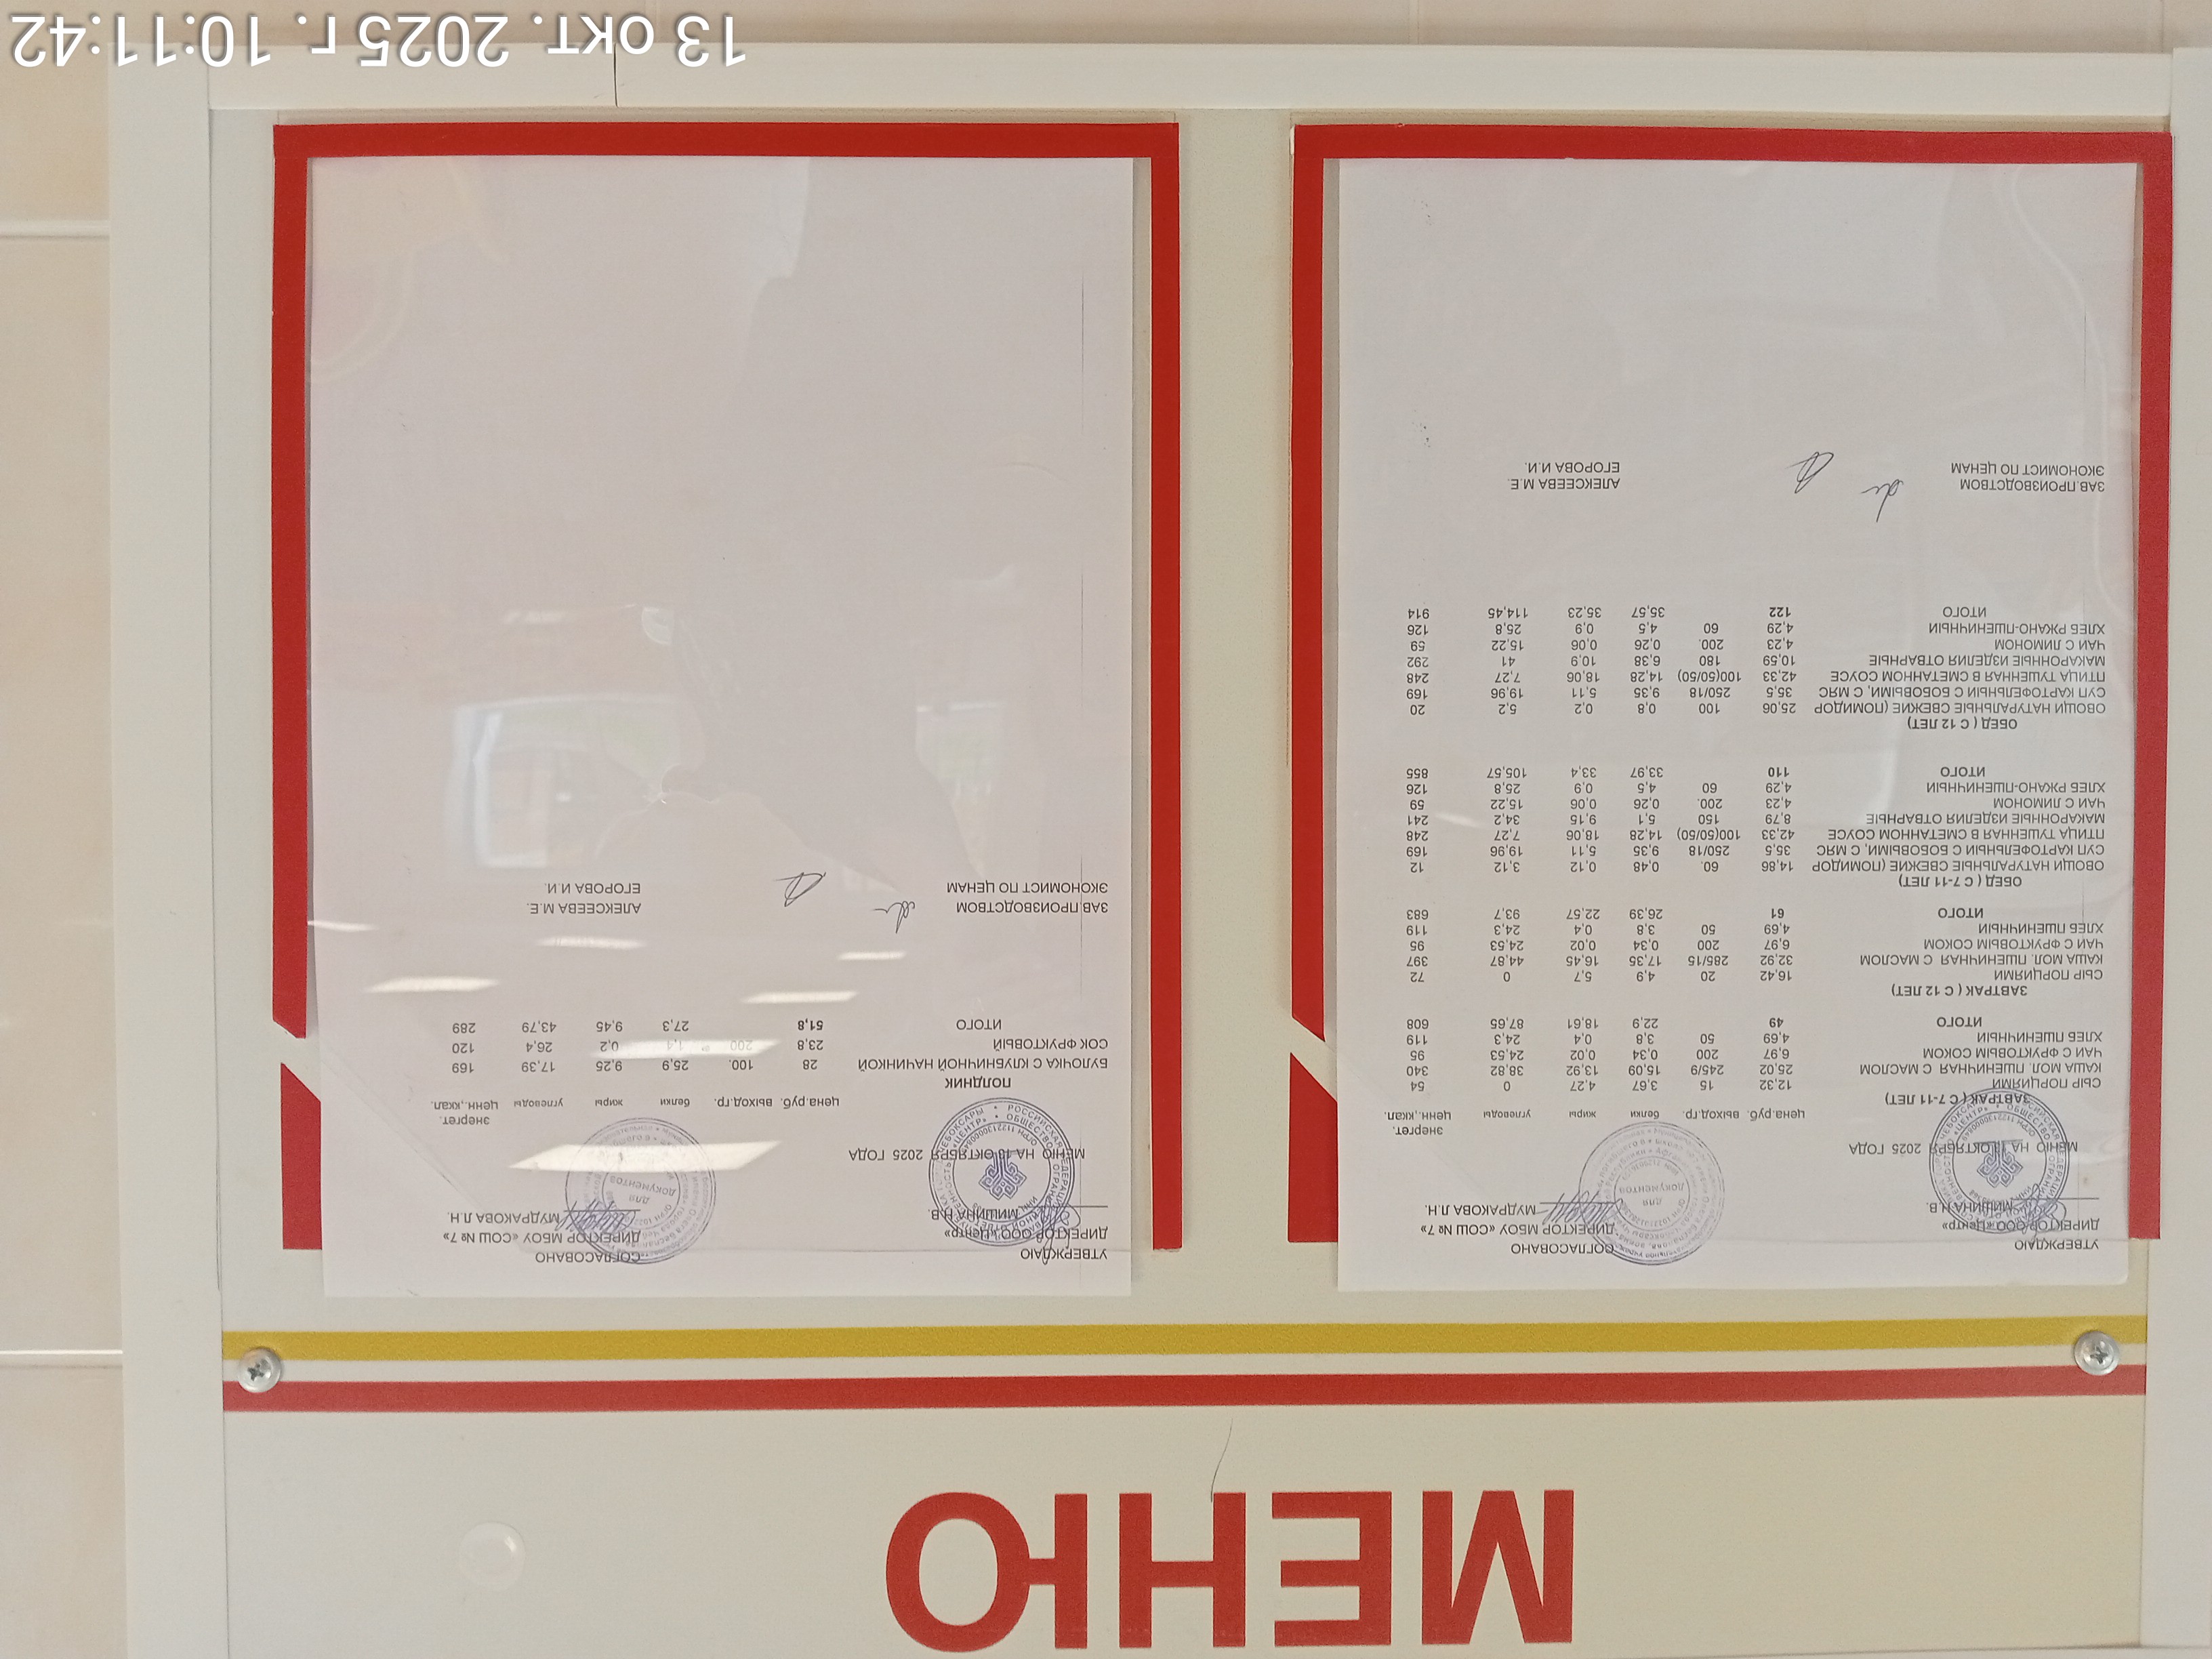 МЕНЮ
УТВЕРЖДАЮ
ДИРЕКТОР ООО «Центр»
МИШИНА Н.В.
СОГЛАСОВАНО
ДИРЕКТОР МБОУ «СОШ № 7»
МУДРАКОВА Л.Н.
МЕНЮ НА ОКТЯБРЯ 2025 ГОДА
цена.руб. выход.гр. белки жиры углеводы энергет. ценн.,ккал.
ЗАВТРАК ( С 7-11 ЛЕТ)
СЫР ПОРЦИЯМИ 12,32 15 3,67 4,27 0 54
КАША МОЛ. ПШЕНИЧНАЯ С МАСЛОМ 25,02 245/9 15,09 13,92 38,82 340
ЧАЙ С ФРУКТОВЫМ СОКОМ 6,97 200 0,34 0,02 24,53 95
ХЛЕБ ПШЕНИЧНЫЙ 4,69 50 3,8 0,4 24,3 119
ИТОГО 49 22,9 18,61 87,65 608
ЗАВТРАК ( С 12 ЛЕТ)
СЫР ПОРЦИЯМИ 16,42 20 4,9 5,7 0 72
КАША МОЛ. ПШЕНИЧНАЯ С МАСЛОМ 32,92 285/15 17,35 16,45 44,87 397
ЧАЙ С ФРУКТОВЫМ СОКОМ 6,97 200 0,34 0,02 24,53 95
ХЛЕБ ПШЕНИЧНЫЙ 4,69 50 3,8 0,4 24,3 119
ИТОГО 61 26,39 22,57 93,7 683
ОБЕД ( С 7-11 ЛЕТ)
ОВОЩИ НАТУРАЛЬНЫЕ СВЕЖИЕ (ПОМИДОР 14,86 60. 0,48 0,12 3,12 12
СУП КАРТОФЕЛЬНЫЙ С БОБОВЫМИ, С МЯС 35,5 250/18 9,35 5,11 19,96 169
ПТИЦА ТУШЕННАЯ В СМЕТАННОМ СОУСЕ 42,33 100(50/50) 14,28 18,06 7,27 248
МАКАРОННЫЕ ИЗДЕЛИЯ ОТВАРНЫЕ 8,79 150 5,1 9,15 34,2 241
ЧАЙ С ЛИМОНОМ 4,23 200. 0,26 0,06 15,22 59
ХЛЕБ РЖАНО-ПШЕНИЧНЫЙ 4,29 60 4,5 0,9 25,8 126
ИТОГО 110 33,97 33,4 105,57 855
ОБЕД ( С 12 ЛЕТ)
ОВОЩИ НАТУРАЛЬНЫЕ СВЕЖИЕ (ПОМИДОР 25,06 100 0,8 0,2 5,2 20
СУП КАРТОФЕЛЬНЫЙ С БОБОВЫМИ, С МЯС 35,5 250/18 9,35 5,11 19,96 169
ПТИЦА ТУШЕННАЯ В СМЕТАННОМ СОУСЕ 42,33 100(50/50) 14,28 18,06 7,27 248
МАКАРОННЫЕ ИЗДЕЛИЯ ОТВАРНЫЕ 10,59 180 6,38 10,9 41 292
ЧАЙ С ЛИМОНОМ 4,23 200. 0,26 0,06 15,22 59
ХЛЕБ РЖАНО-ПШЕНИЧНЫЙ 4,29 60 4,5 0,9 25,8 126
ИТОГО 122 35,57 35,23 114,45 914
ЗАВ.ПРОИЗВОДСТВОМ АЛЕКСЕЕВА М.Е.
ЭКОНОМИСТ ПО ЦЕНАМ ЕГОРОВА И.И.
УТВЕРЖДАЮ
ДИРЕКТОР ООО «Центр»
МИШИНА Н.В.
СОГЛАСОВАНО
ДИРЕКТОР МБОУ «СОШ № 7»
МУДРАКОВА Л.Н.
МЕНЮ НА 13 ОКТЯБРЯ 2025 ГОДА
цена.руб. выход.гр. белки жиры углеводы энергет. ценн.,ккал.
ПОЛДНИК
БУЛОЧКА С КЛУБНИЧНОЙ НАЧИНКОЙ 28 100. 25,9 9,25 17,39 169
СОК ФРУКТОВЫЙ 23,8 200 1,4 0,2 26,4 120
ИТОГО 51,8 27,3 9,45 43,79 289
ЗАВ.ПРОИЗВОДСТВОМ АЛЕКСЕЕВА М.Е.
ЭКОНОМИСТ ПО ЦЕНАМ ЕГОРОВА И.И.
13 окт. 2025 г. 10:11:42